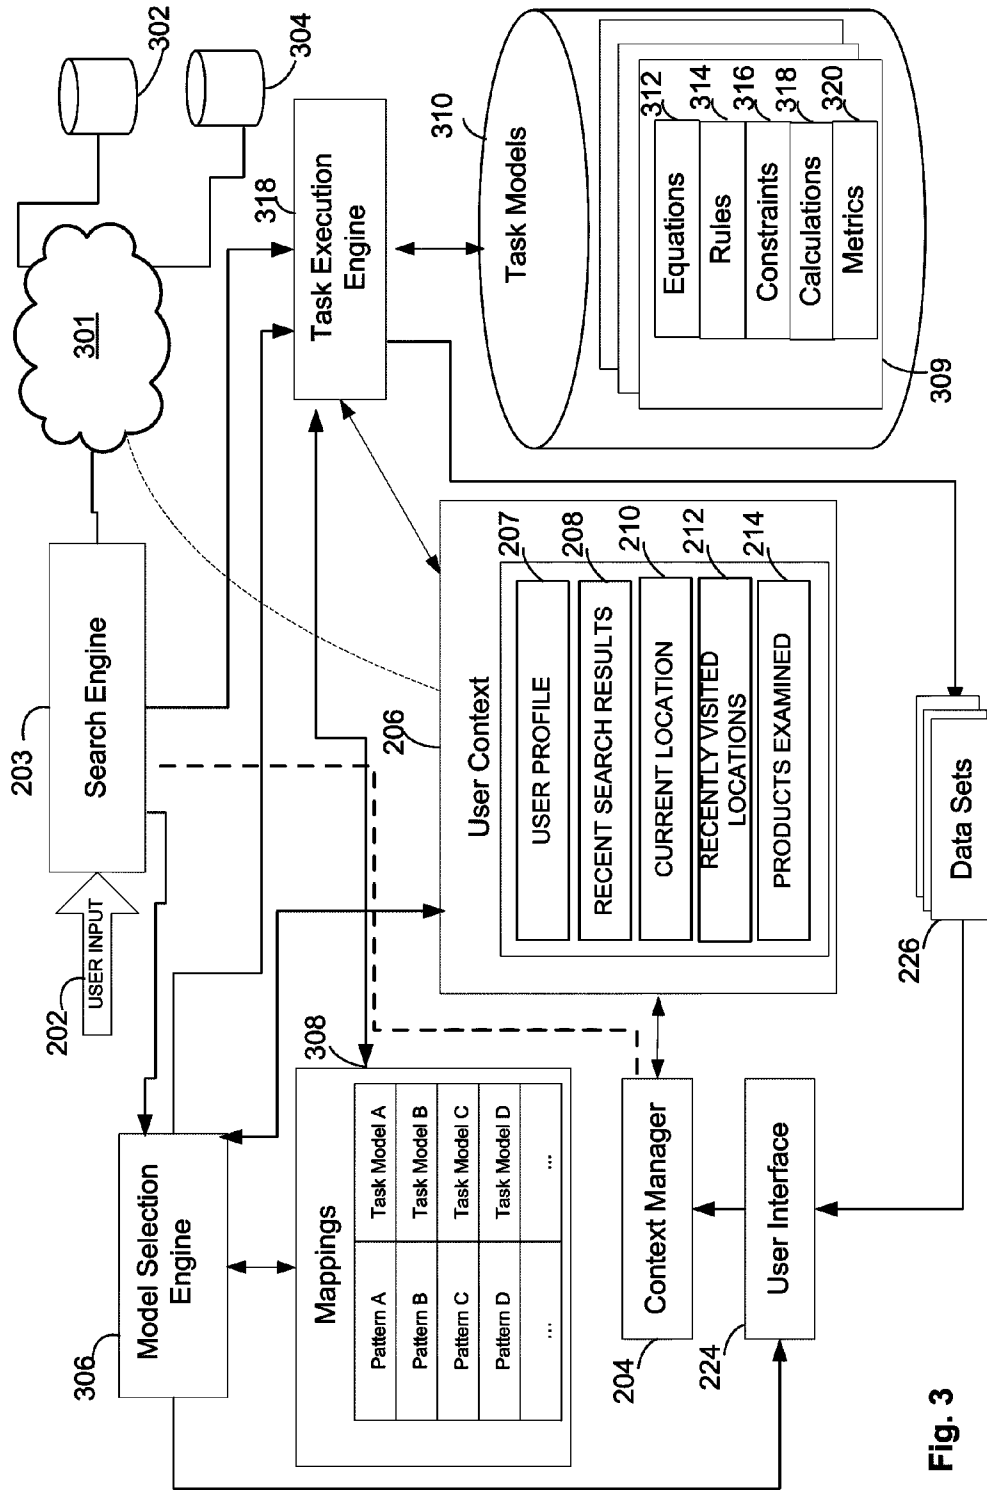 306
Model Selection
Engine
202
USER INPUT
203
Search Engine
301
302
304
308
Mappings
Pattern A
Task Model A
Pattern B
Task Model B
Pattern C
Task Model C
Pattern D
Task Model D
...
...
318
Task Execution
Engine
206
User Context
USER PROFILE
207
RECENT SEARCH RESULTS
208
CURRENT LOCATION
210
RECENTLY VISITED
LOCATIONS
212
PRODUCTS EXAMINED
214
310
Task Models
Equations
312
Rules
314
Constraints
316
Calculations
318
Metrics
320
309
204
Context Manager
224
User Interface
226
Data Sets
Fig. 3